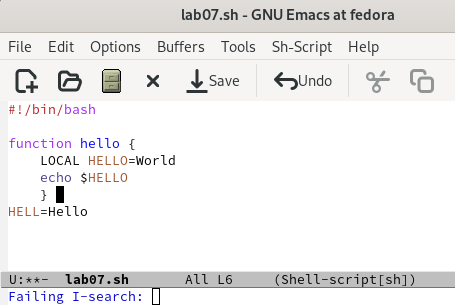 lab07.sh - GNU Emacs at fedora
File Edit Options Buffers Tools Sh-Script Help
Save Undo
#!/bin/bash
function hello {
    LOCAL HELLO=World
    echo $HELLO
    }
HELL=Hello
U:**-  lab07.sh      All L6     (Shell-script[sh])
Failing I-search: